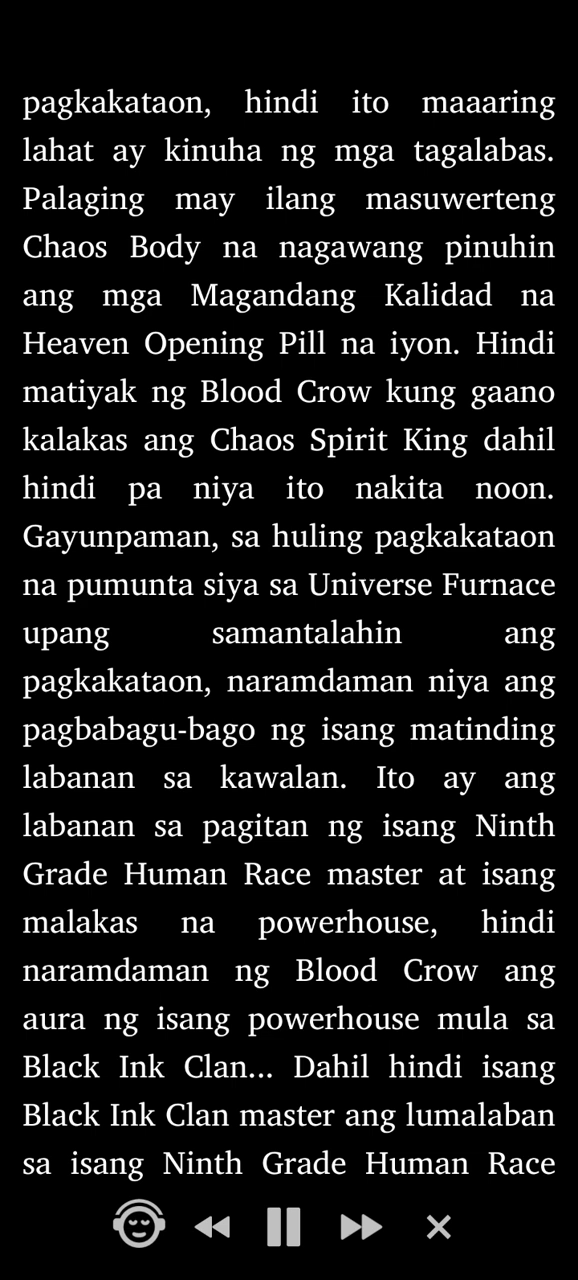 pagkakataon, hindi ito maaaring
lahat ay kinuha ng mga tagalabas.
Palaging may ilang masuwerteng
Chaos Body na nagawang pinuhin
ang mga Magandang Kalidad na
Heaven Opening Pill na iyon. Hindi
matiyak ng Blood Crow kung gaano
kalakas ang Chaos Spirit King dahil
hindi pa niya ito nakita noon.
Gayunpaman, sa huling pagkakataon
na pumunta siya sa Universe Furnace
upang samantalahin ang
pagkakataon, naramdaman niya ang
pagbabagu-bago ng isang matinding
labanan sa kawalan. Ito ay ang
labanan sa pagitan ng isang Ninth
Grade Human Race master at isang
malakas na powerhouse, hindi
naramdaman ng Blood Crow ang
aura ng isang powerhouse mula sa
Black Ink Clan... Dahil hindi isang
Black Ink Clan master ang lumalaban
sa isang Ninth Grade Human Race